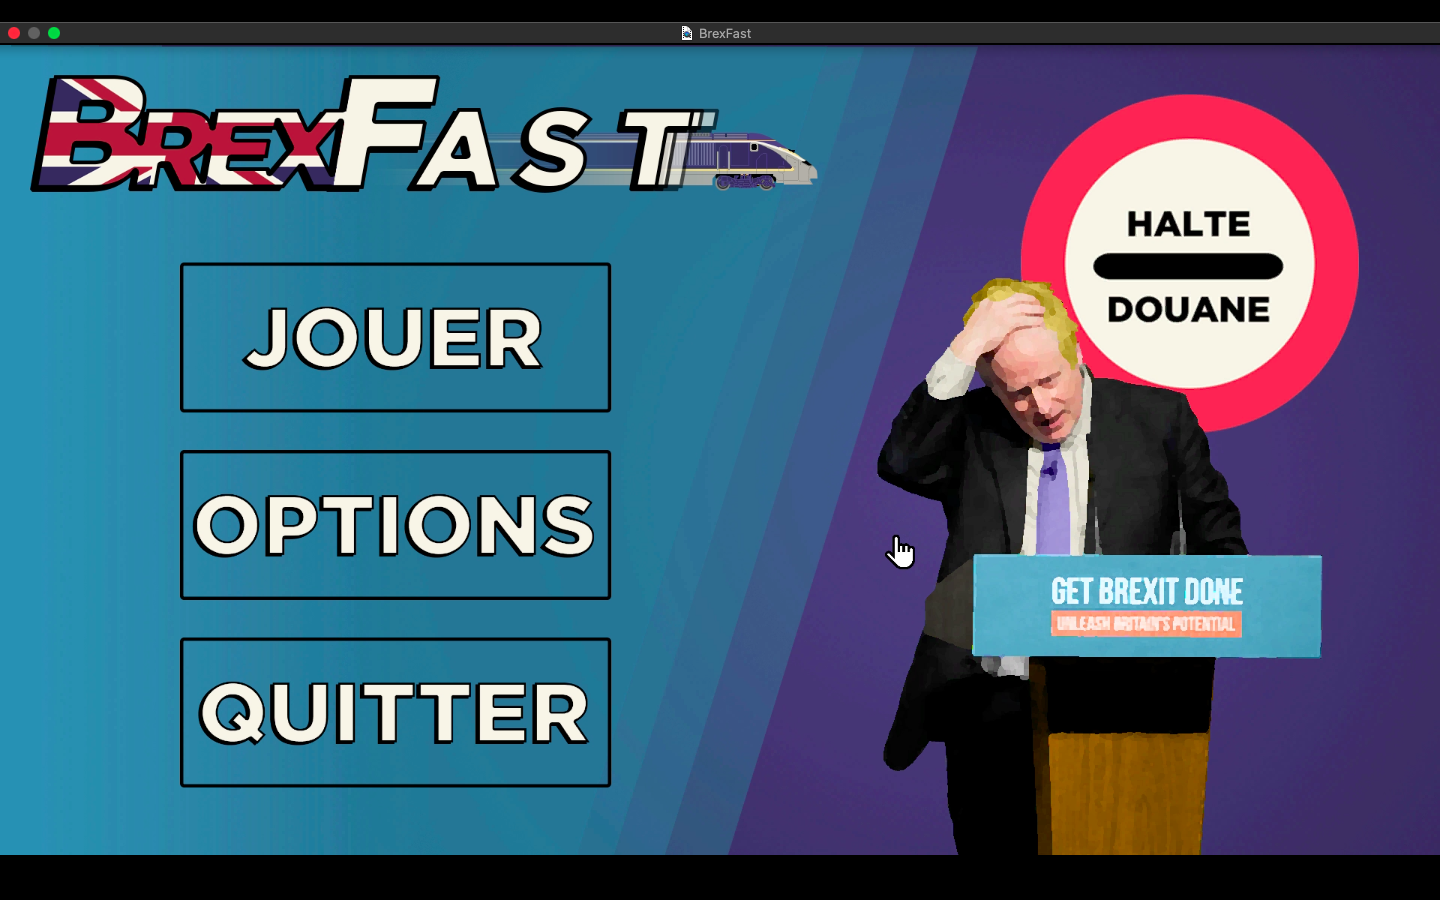 BrexFast
BREXFAST
HALTE
DOUANE
JOUER
OPTIONS
QUITTER
GET BREXIT DONE
UNLEASH BRITAIN'S POTENTIAL